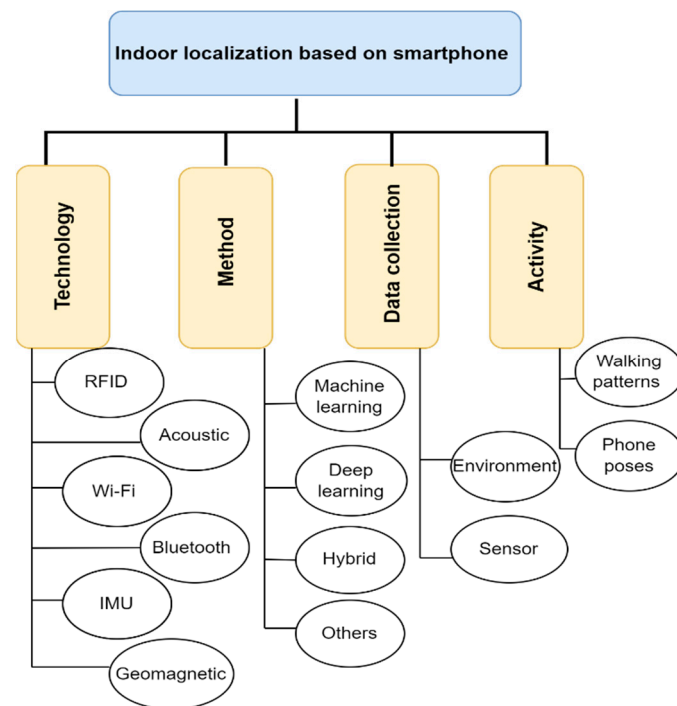 Indoor localization based on smartphone
Technology
Method
Data collection
Activity
RFID
Acoustic
Wi-Fi
Bluetooth
IMU
Geomagnetic
Machine
learning
Deep
learning
Hybrid
Others
Environment
Sensor
Walking
patterns
Phone
poses